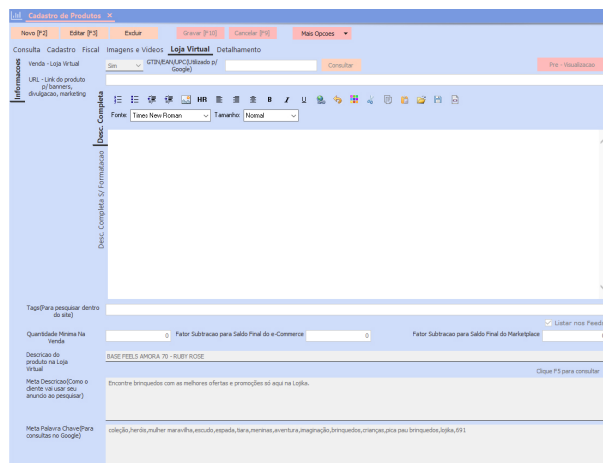 Cadastro de Produtos
Novo [F2] Editar [F3] Excluir Gravar [F10] Cancelar [F9] Mais Opcoes
Consulta Cadastro Fiscal Imagens e Videos Loja Virtual Detalhamento
Informacoes
Venda - Loja Virtual
Sim
GTIN/EAN/UPC(Utilizado p/
Google)
Consultar
Pre - Visualizacao
URL - Link do produto
p/ banners,
divulgacao, marketing
Desc. Completa
Desc. Completa S/ Formatacao
HR B I U
Fonte: Times New Roman Tamanho: Normal
Tags(Para pesquisar dentro
do site)
Listar nos Feeds
Quantidade Minima Na
Venda
0
Fator Subtracao para Saldo Final do e-Commerce
0
Fator Subtracao para Saldo Final do Marketplace
Descricao do
produto na Loja
Virtual
BASE FEELS AMORA 70 - RUBY ROSE
Clique F5 para consultar
Meta Descricao(Como o
cliente vai usar seu
anuncio ao pesquisar)
Encontre brinquedos com as melhores ofertas e promoções só aqui na Lojika.
Meta Palavra Chave(Para
consultas no Google)
coleção,heróis,mulher maravilha,escudo,espada,tiara,meninas,aventura,imaginação,brinquedos,crianças,pica pau brinquedos,lojika,691